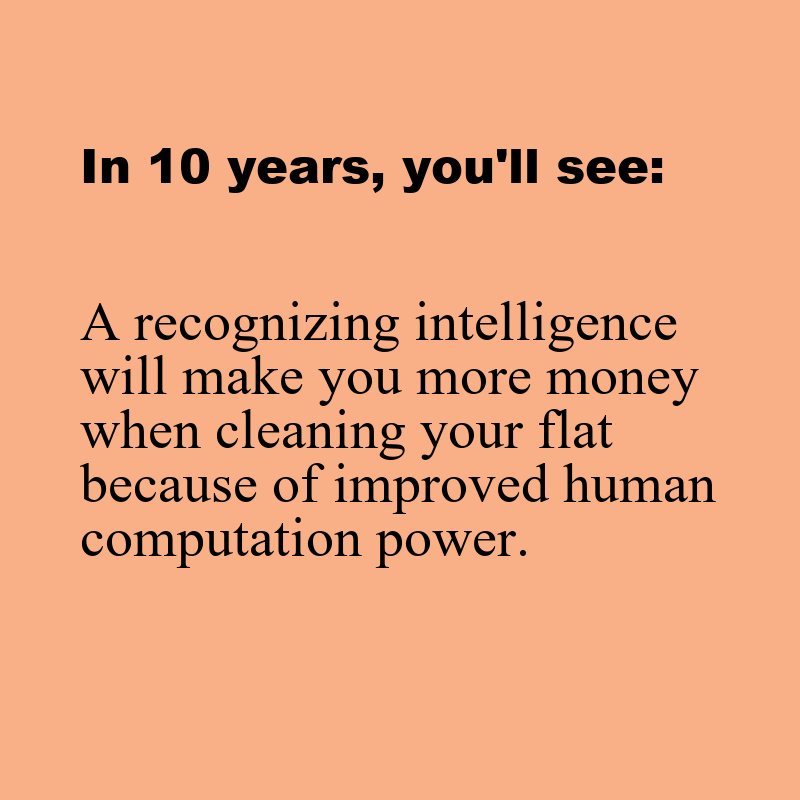 In 10 years, you'll see:
A recognizing intelligence
will make you more money
when cleaning your flat
because of improved human
computation power.